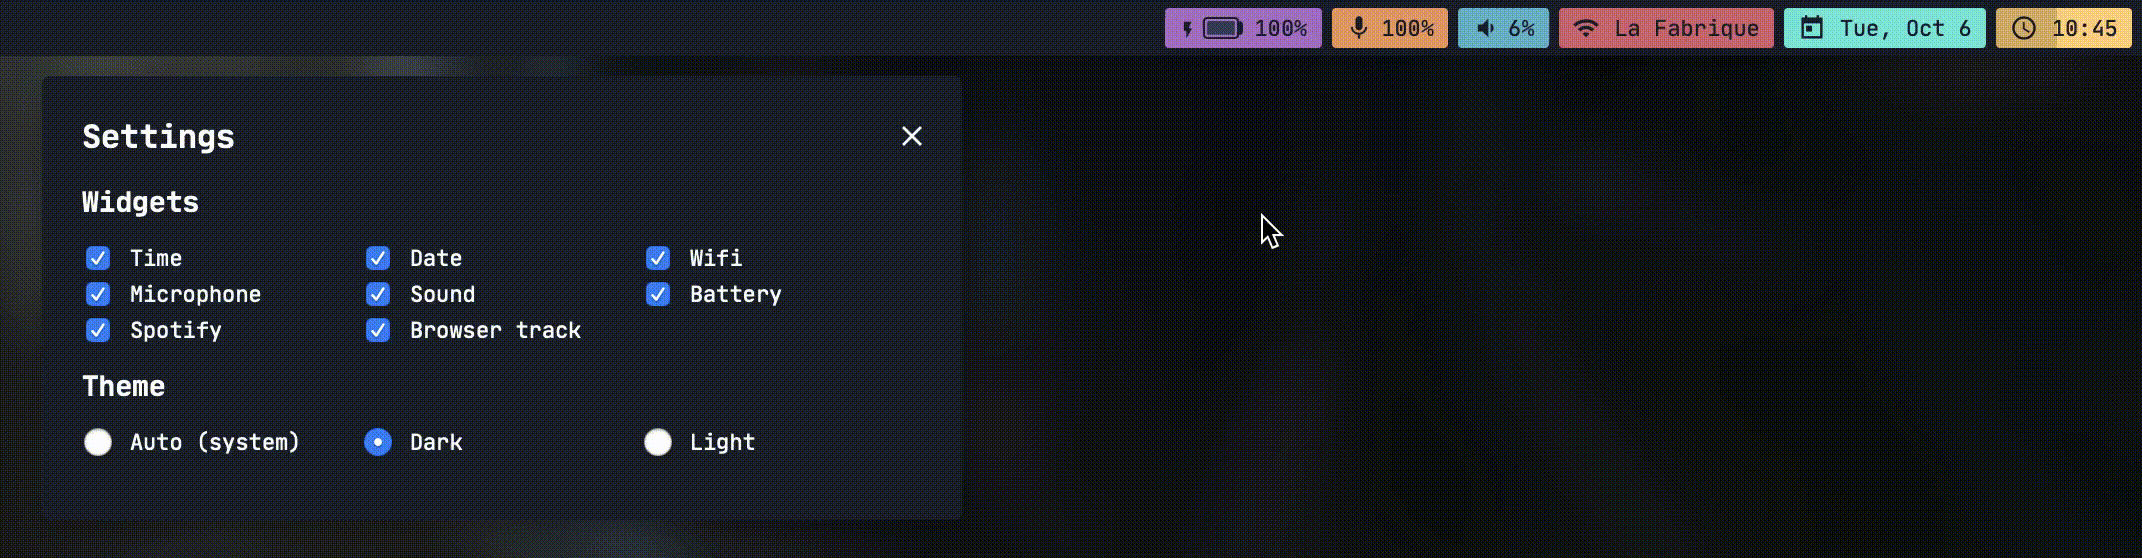 100% 100% 6% La Fabrique Tue, Oct 6 10:45
Settings
Widgets
Time Date Wifi
Microphone Sound Battery
Spotify Browser track
Theme
Auto (system) Dark Light